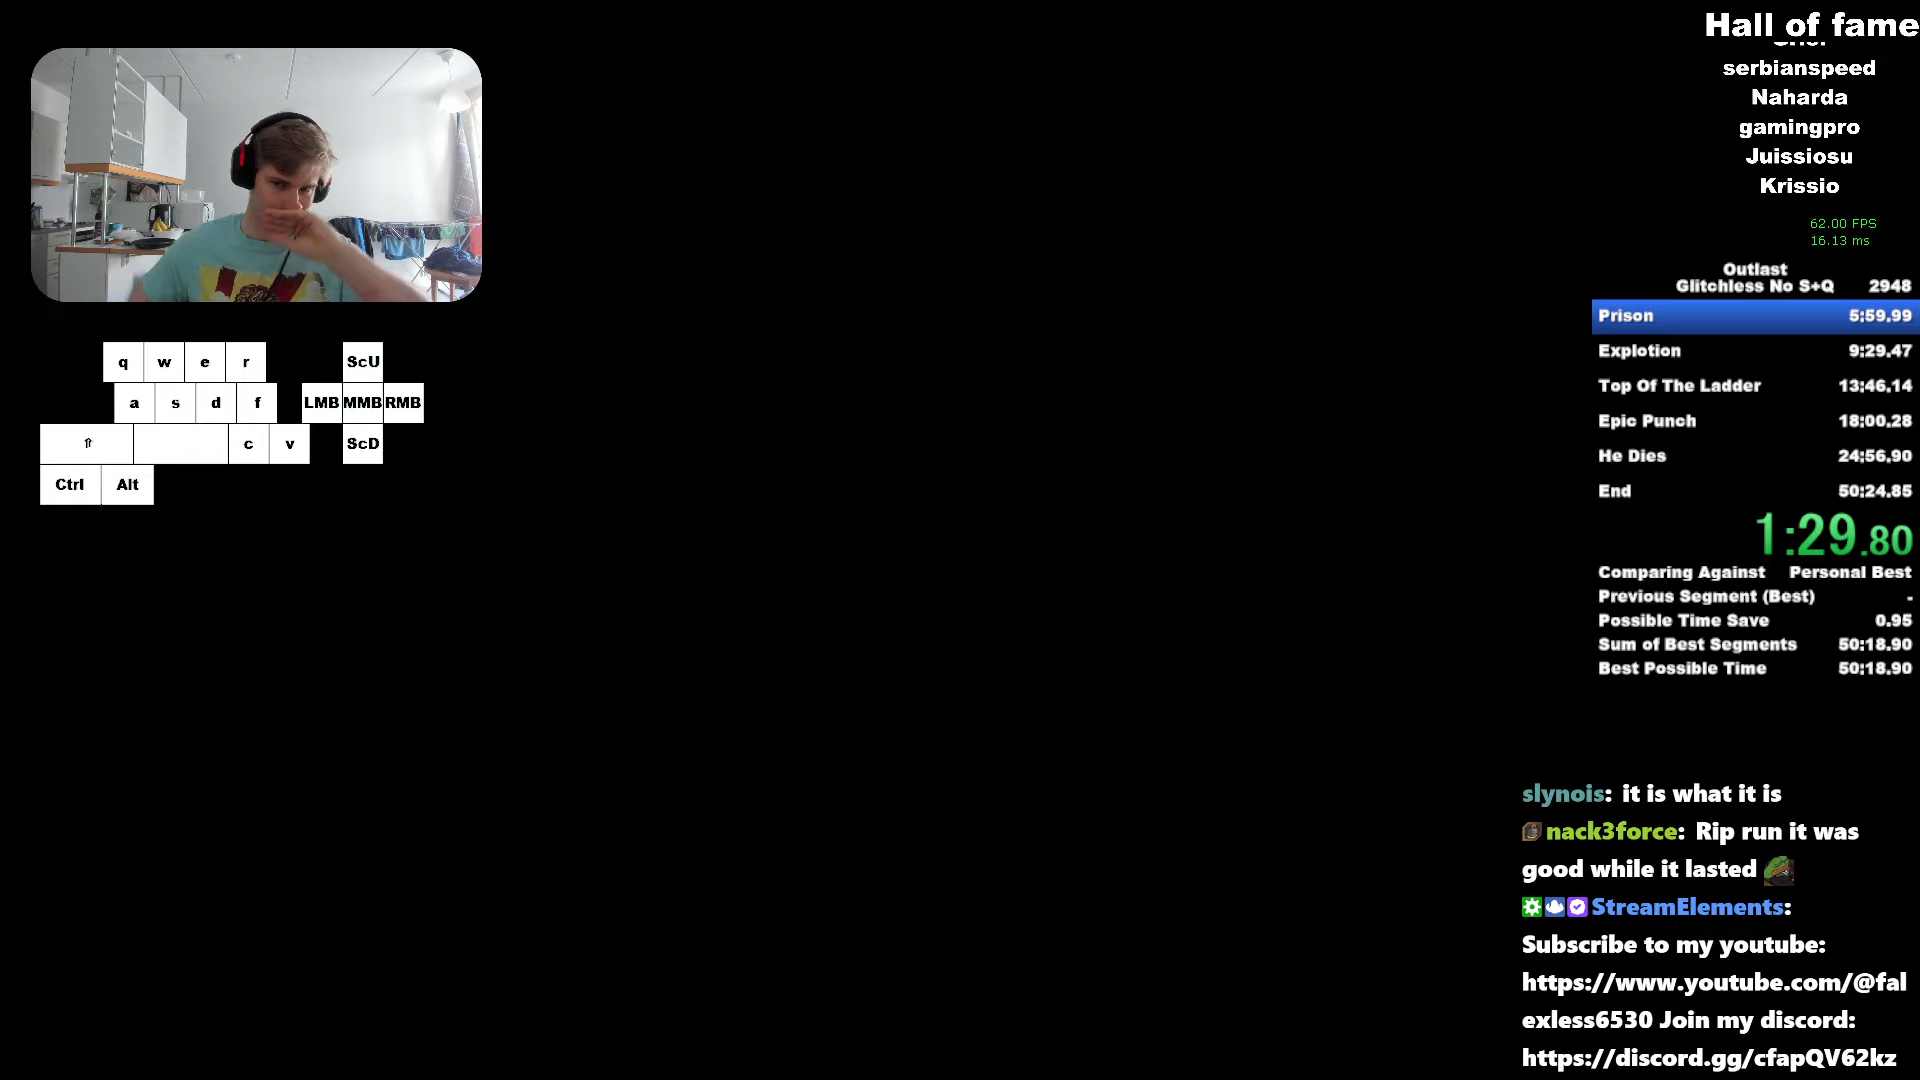 Hall of fame
serbianspeed
Naharda
gamingpro
Juissiosu
Krissio
62.00 FPS
16.13 ms
Outlast
Glitchless No S+Q 2948
Prison 5:59.99
Explotion 9:29.47
Top Of The Ladder 13:46.14
Epic Punch 18:00.28
He Dies 24:56.90
End 50:24.85
1:29.80
Comparing Against Personal Best
Previous Segment (Best) -
Possible Time Save 0.95
Sum of Best Segments 50:18.90
Best Possible Time 50:18.90
q w e r ScU
a s d f LMB MMB RMB
⇧ c v ScD
Ctrl Alt
slynois: it is what it is
nack3force: Rip run it was
good while it lasted
StreamElements:
Subscribe to my youtube:
https://www.youtube.com/@fal
exless6530 Join my discord:
https://discord.gg/cfapQV62kz